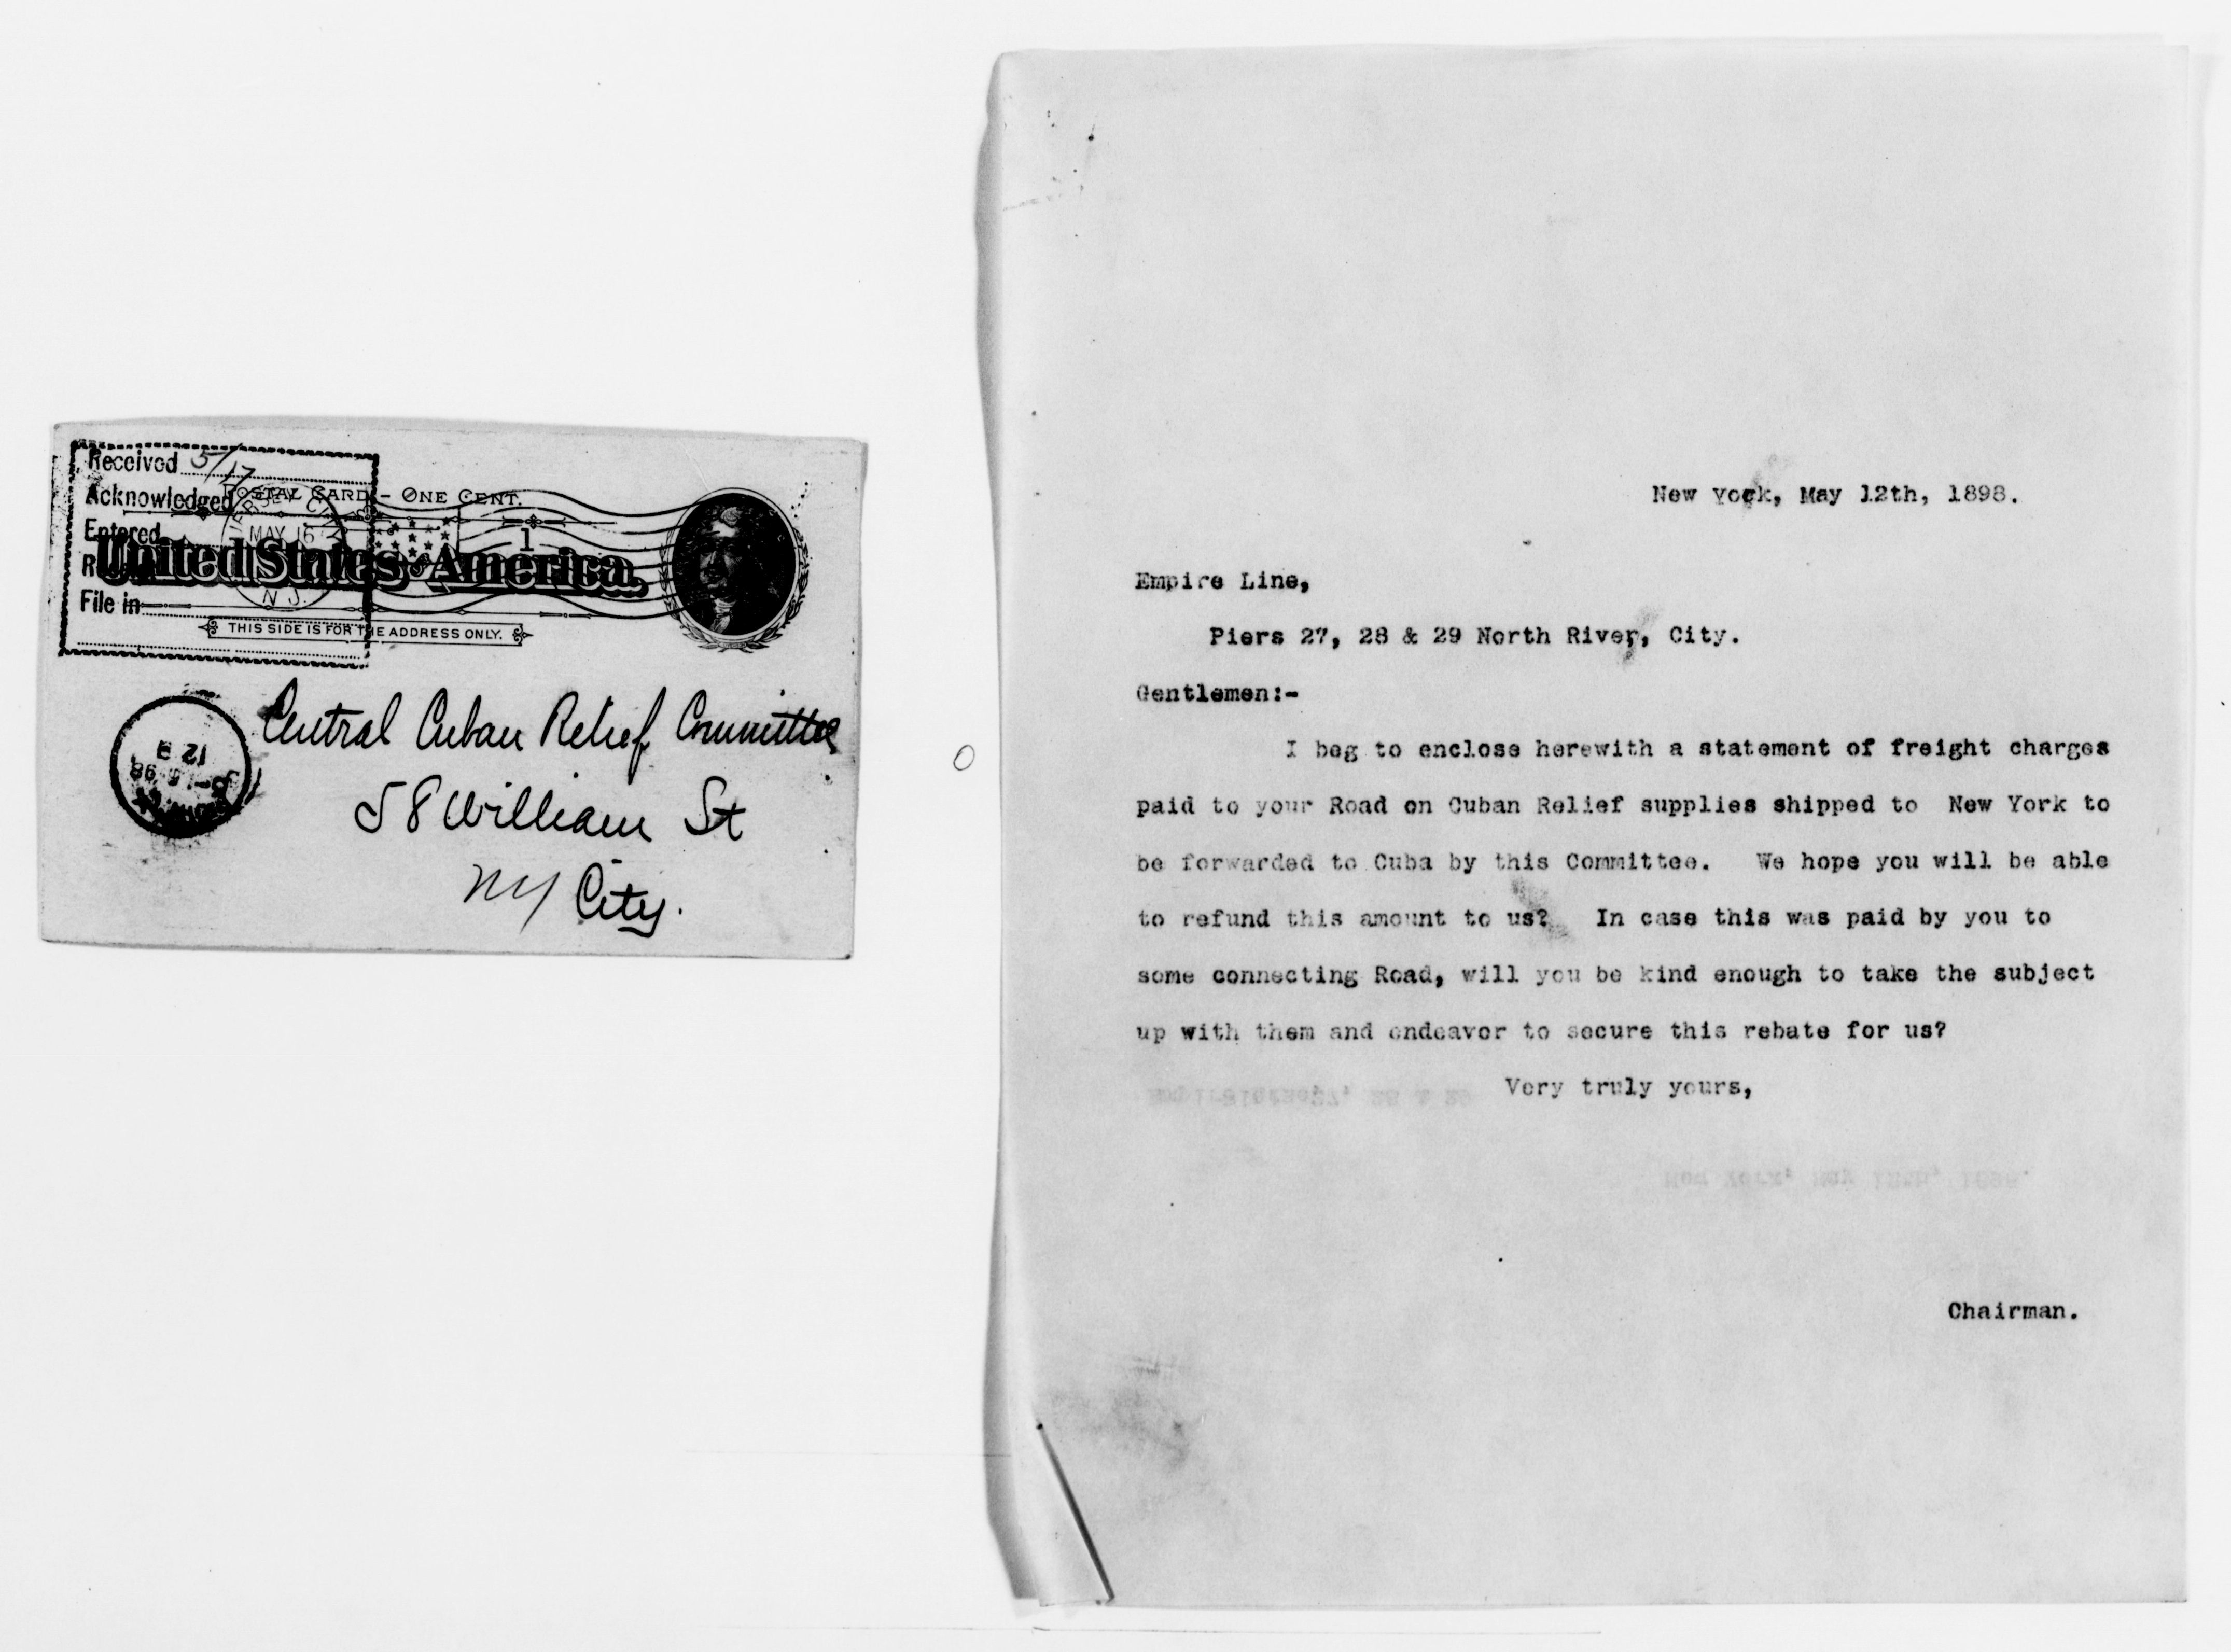 Received 5/17
Acknowledged
POSTAL CARD - ONE CENT.
Entered
MAY 16
1
United States of America.
N.J.
File in
THIS SIDE IS FOR THE ADDRESS ONLY.
Central Cuban Relief Committee
58 William St
NY City.
New York, May 12th, 1898.
Empire Line,
Piers 27, 28 & 29 North River, City.
Gentlemen:-
I beg to enclose herewith a statement of freight charges
paid to your Road on Cuban Relief supplies shipped to New York to
be forwarded to Cuba by this Committee. We hope you will be able
to refund this amount to us? In case this was paid by you to
some connecting Road, will you be kind enough to take the subject
up with them and endeavor to secure this rebate for us?
Very truly yours,
Chairman.